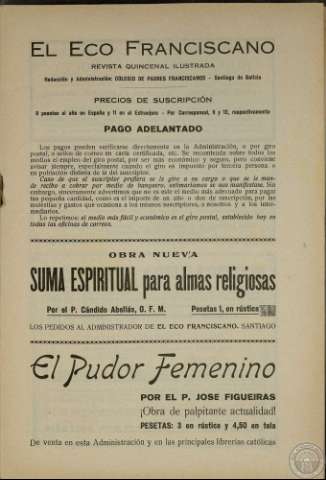 EL ECO FRANCISCANO
REVISTA QUINCENAL ILUSTRADA
Redacción y Administración: COLEGIO DE PADRES FRANCISCANOS - Santiago de Galicia
PRECIOS DE SUSCRIPCIÓN
8 pesetas al año en España y 11 en el Extranjero - Por Corresponsal, 9 y 12, respectivamente
PAGO ADELANTADO
Los pagos pueden verificarse directamente en la Administración, o por giro
postal, o sellos de correo en carta certificada, etc. Se recomienda sobre todos los
medios el empleo del giro postal, por ser más económico y seguro, pero conviene
avisar siempre, especialmente cuando el giro es impuesto por tercera persona o
en población distinta de la del suscriptor.
Caso de que el suscriptor prefiera se le gire a su cargo o que se le man-
de recibo a cobrar por medio de banquero, estimaríamos se nos manifestase. Sin
embargo, sinceramente advertimos que no es este el medio más adecuado para pagar
tan pequeña cantidad, como es el importe de un año o dos de suscripción, por las
molestias y gastos que ocasiona a los mismos suscriptores, a nosotros y a los inter-
mediarios.
Lo repetimos: el medio más fácil y económico es el giro postal, establecido hoy en
todas las oficinas de correos.
OBRA NUEVA
SUMA ESPIRITUAL para almas religiosas
Por el P. Cándido Abellás, O. F. M. Pesetas 1, en rústica
LOS PEDIDOS AL ADMINISTRADOR DE EL ECO FRANCISCANO. SANTIAGO
El Pudor Femenino
POR EL P. JOSE FIGUEIRAS
¡Obra de palpitante actualidad!
PESETAS: 3 en rústica y 4,50 en tela
De venta en esta Administración y en las principales librerías católicas